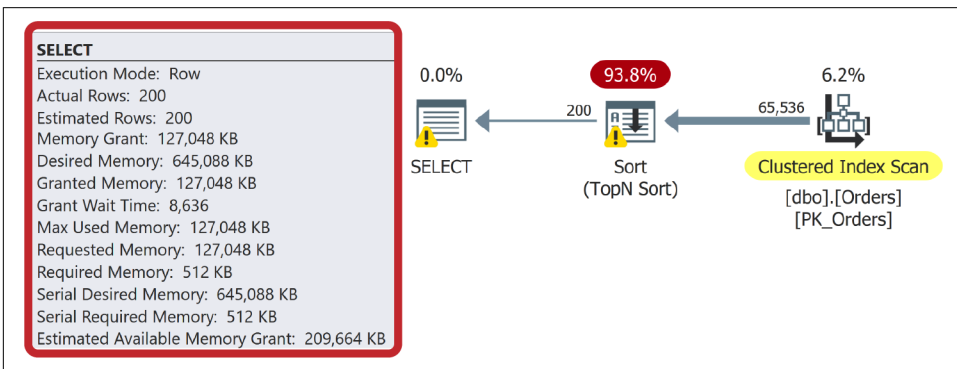 SELECT
Execution Mode: Row
Actual Rows: 200
Estimated Rows: 200
Memory Grant: 127,048 KB
Desired Memory: 645,088 KB
Granted Memory: 127,048 KB
Grant Wait Time: 8,636
Max Used Memory: 127,048 KB
Requested Memory: 127,048 KB
Required Memory: 512 KB
Serial Desired Memory: 645,088 KB
Serial Required Memory: 512 KB
Estimated Available Memory Grant: 209,664 KB
0.0%
SELECT
200
93.8%
Sort
(TopN Sort)
65,536
6.2%
Clustered Index Scan
[dbo].[Orders]
[PK_Orders]